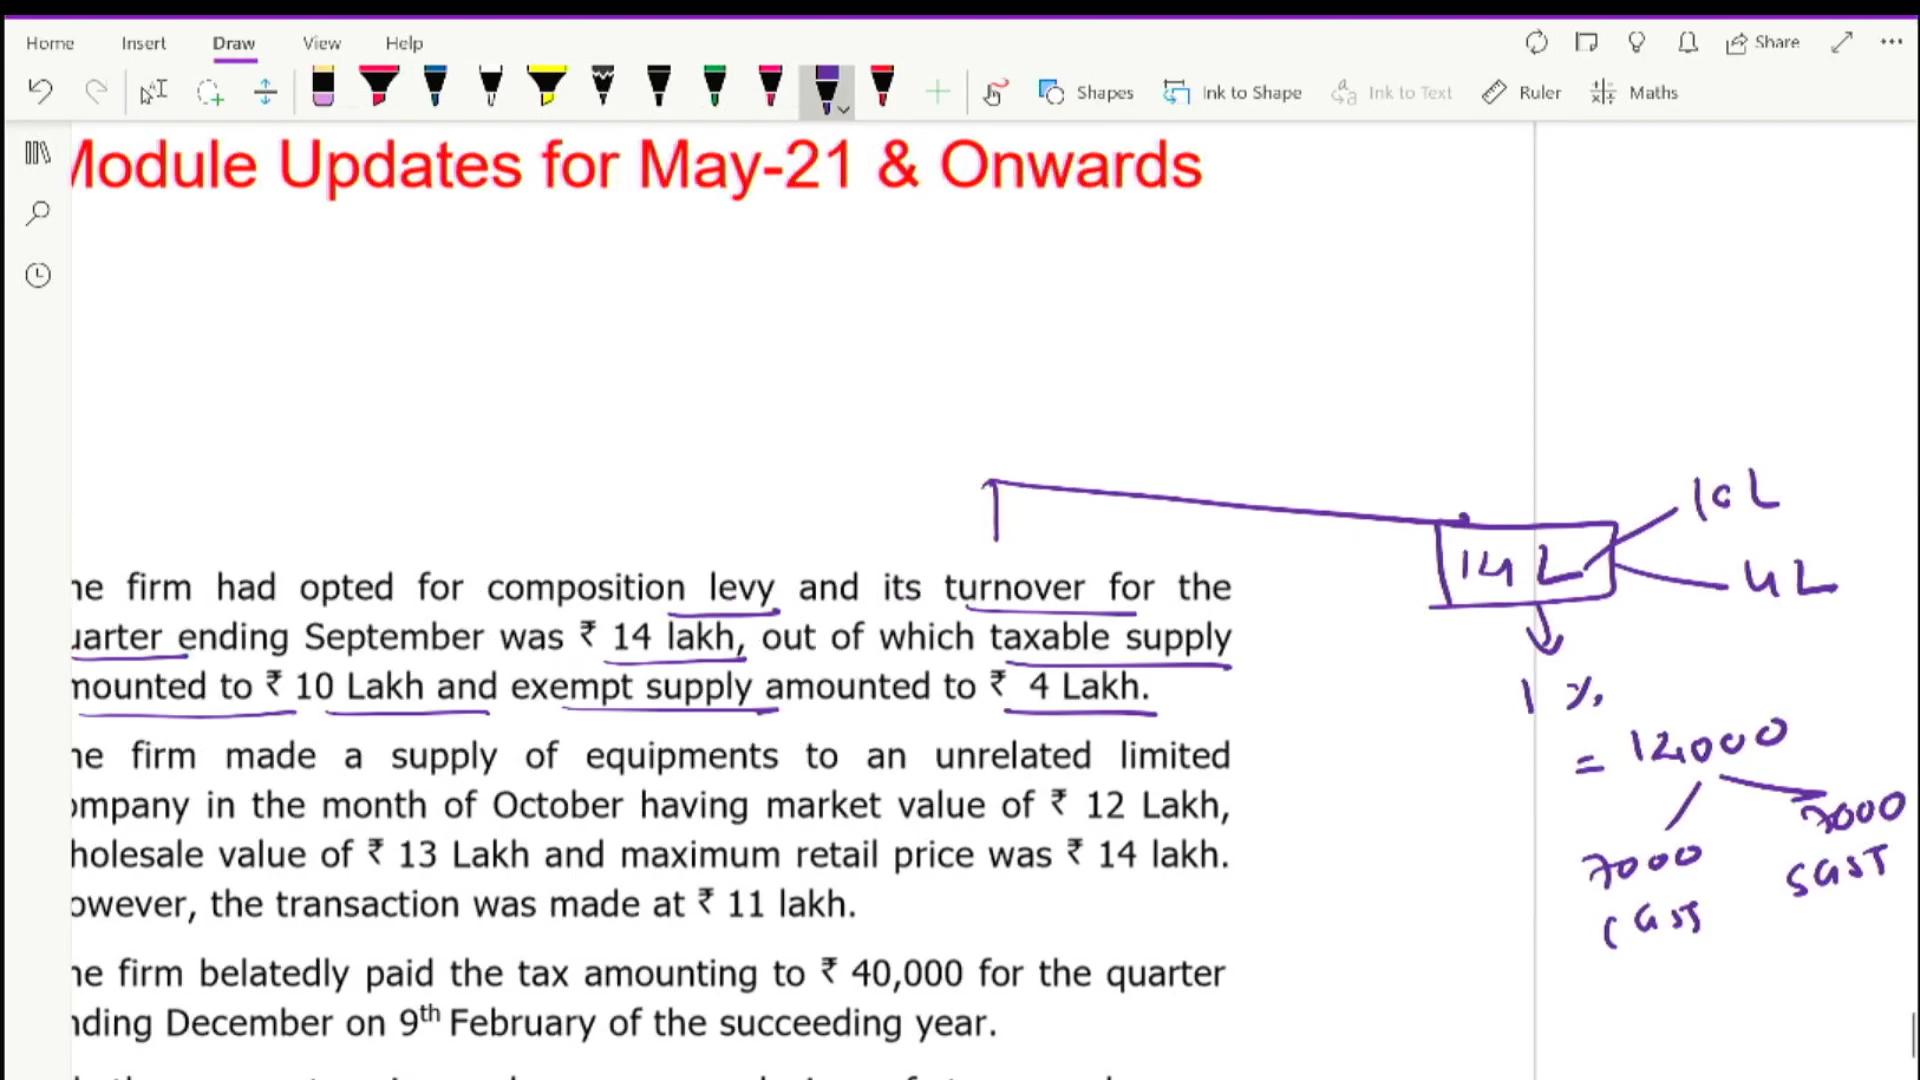 Home Insert Draw View Help Share
Shapes Ink to Shape Ink to Text Ruler Maths
Module Updates for May-21 & Onwards
10L
14 L
4L
he firm had opted for composition levy and its turnover for the
uarter ending September was ₹ 14 lakh, out of which taxable supply
mounted to ₹ 10 Lakh and exempt supply amounted to ₹ 4 Lakh.
1 %
= 14,000
he firm made a supply of equipments to an unrelated limited
ompany in the month of October having market value of ₹ 12 Lakh,
holesale value of ₹ 13 Lakh and maximum retail price was ₹ 14 lakh.
owever, the transaction was made at ₹ 11 lakh.
7000 7000
CGST SGST
he firm belatedly paid the tax amounting to ₹ 40,000 for the quarter
nding December on 9th February of the succeeding year.